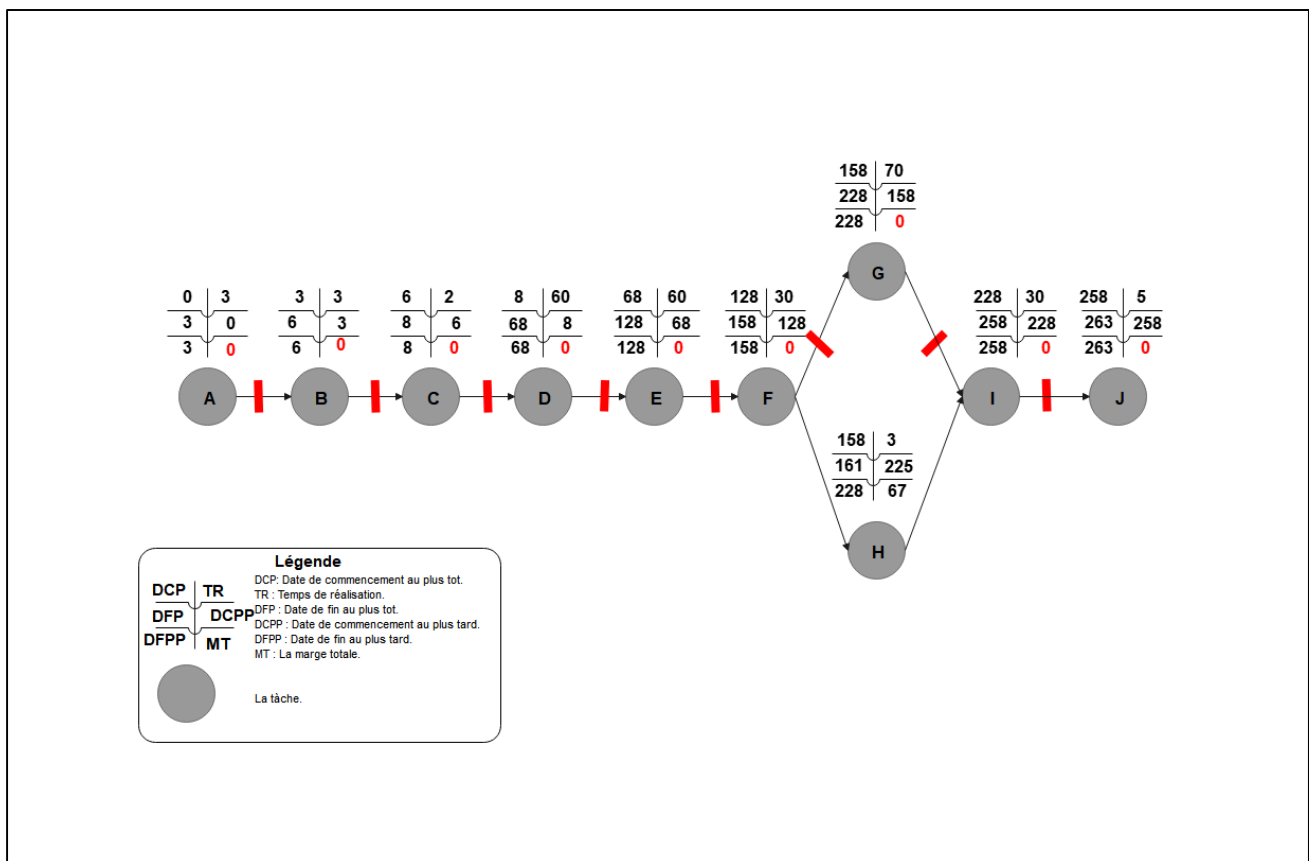 158 70
228 158
228 0
G
0 3
3 0
3 0
3 3
6 3
6 0
6 2
8 6
8 0
8 60
68 8
68 0
68 60
128 68
128 0
128 30
158 128
158 0
228 30
258 228
258 0
258 5
263 258
263 0
A B C D E F I J
158 3
161 225
228 67
H
Légende
DCP TR
DFP DCPP
DFPP MT
DCP: Date de commencement au plus tot.
TR : Temps de réalisation.
DFP : Date de fin au plus tot.
DCPP : Date de commencement au plus tard.
DFPP : Date de fin au plus tard.
MT : La marge totale.
La tàche.